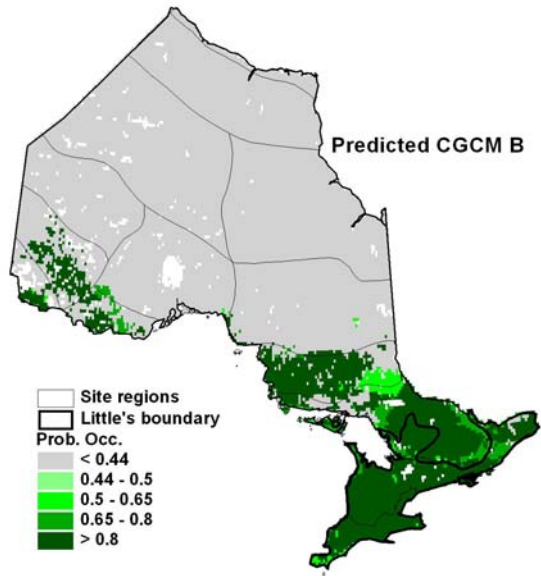 Predicted CGCM B
Site regions
Little's boundary
Prob. Occ.
< 0.44
0.44 - 0.5
0.5 - 0.65
0.65 - 0.8
> 0.8